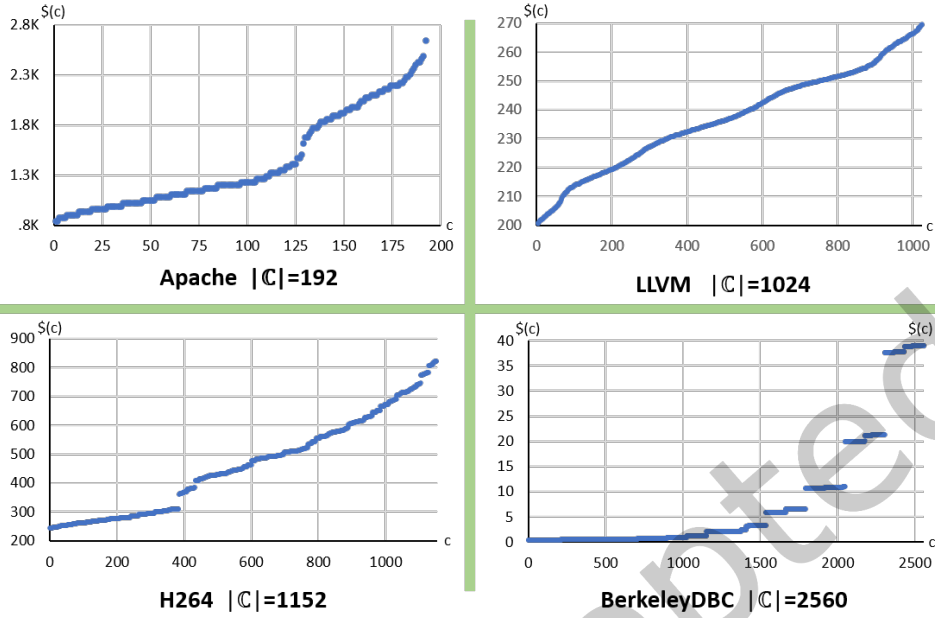 $(c)
2.8K
2.3K
1.8K
1.3K
.8K
0 25 50 75 100 125 150 175 200
c
Apache |ℂ|=192
$(c)
270
260
250
240
230
220
210
200
0 200 400 600 800 1000
c
LLVM |ℂ|=1024
$(c)
900
800
700
600
500
400
300
200
0 200 400 600 800 1000
c
H264 |ℂ|=1152
$(c) $(c)
40
35
30
25
20
15
10
5
0
0 500 1000 1500 2000 2500
c
BerkeleyDBC |ℂ|=2560